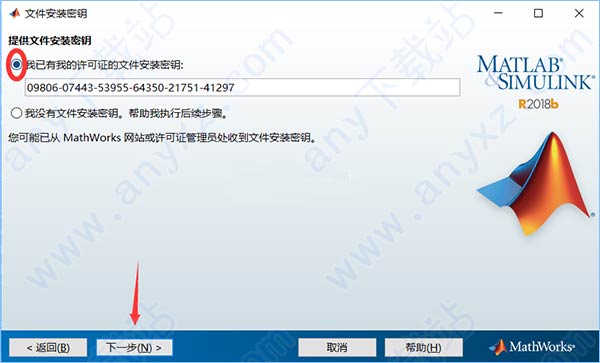 文件安装密钥
提供文件安装密钥
我已有我的许可证的文件安装密钥:
09806-07443-53955-64350-21751-41297
我没有文件安装密钥。帮助我执行后续步骤。
您可能已从 MathWorks 网站或许可证管理员处收到文件安装密钥。
MATLAB®
&SIMULINK®
R2018b
www.anyxz.com
any下载站
< 返回(B)
下一步(N) >
取消
帮助(H)
MathWorks®